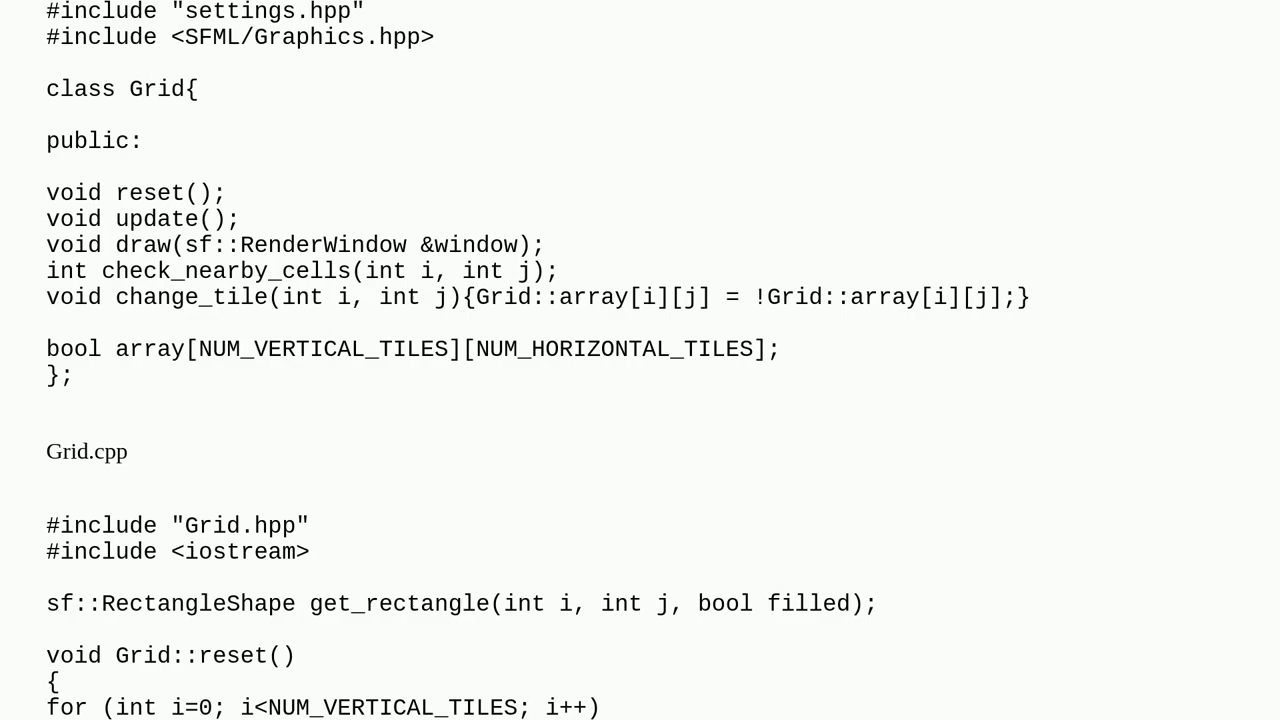 #include "settings.hpp"
#include <SFML/Graphics.hpp>
class Grid{
public:
void reset();
void update();
void draw(sf::RenderWindow &window);
int check_nearby_cells(int i, int j);
void change_tile(int i, int j){Grid::array[i][j] = !Grid::array[i][j];}
bool array[NUM_VERTICAL_TILES][NUM_HORIZONTAL_TILES];
};
Grid.cpp
#include "Grid.hpp"
#include <iostream>
sf::RectangleShape get_rectangle(int i, int j, bool filled);
void Grid::reset()
{
for (int i=0; i<NUM_VERTICAL_TILES; i++)